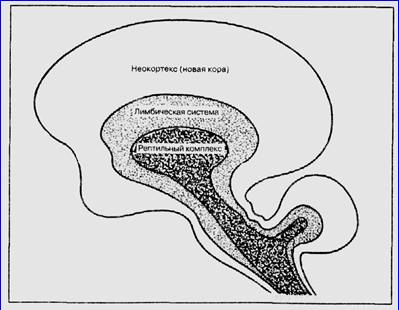 Неокортекс (новая кора)
Лимбическая система
Рептильный комплекс